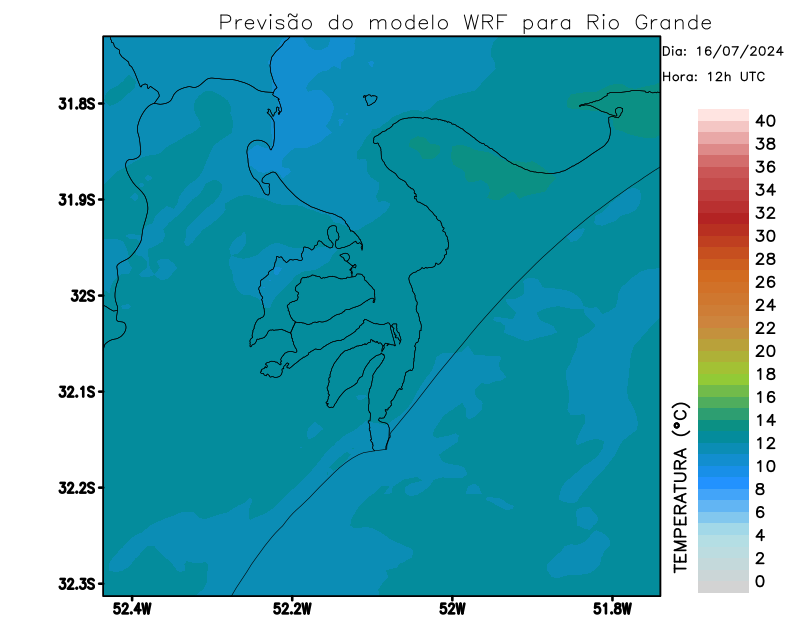 Previsão do modelo WRF para Rio Grande
Dia: 16/07/2024
Hora: 12h UTC
31.8S
31.9S
32S
32.1S
32.2S
32.3S
52.4W
52.2W
52W
51.8W
40
38
36
34
32
30
28
26
24
22
20
18
16
14
12
10
8
6
4
2
0
TEMPERATURA (°C)